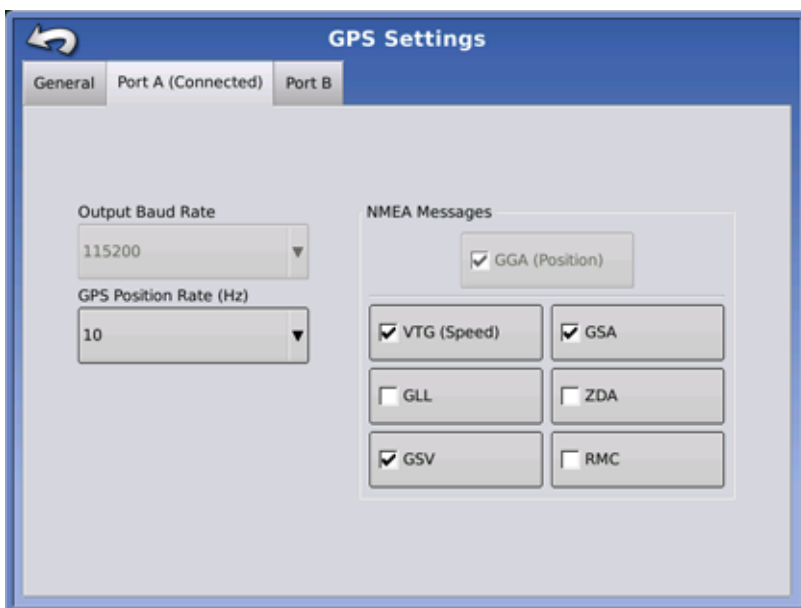 GPS Settings
General
Port A (Connected)
Port B
Output Baud Rate
115200
GPS Position Rate (Hz)
10
NMEA Messages
GGA (Position)
VTG (Speed)
GSA
GLL
ZDA
GSV
RMC